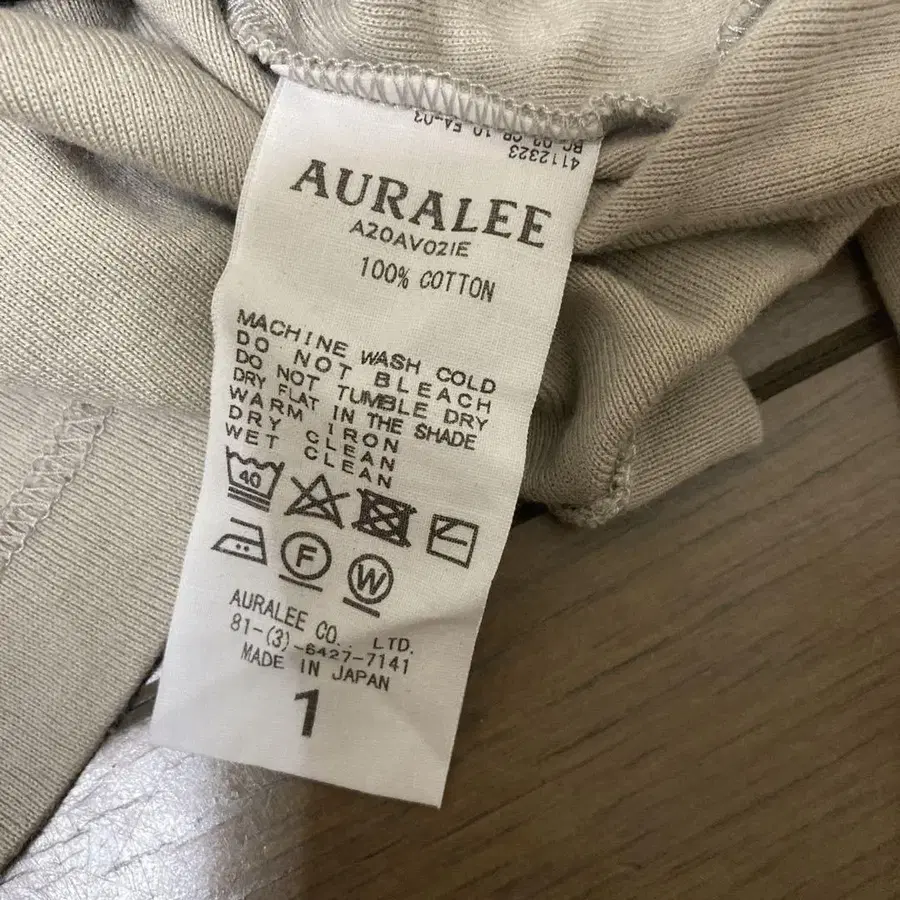 4112323
AURALEE
A20AV02IE
100% COTTON
MACHINE WASH COLD
DO NOT BLEACH
DO NOT TUMBLE DRY
DRY FLAT IN THE SHADE
WARM IRON
DRY CLEAN
WET CLEAN
40
F
W
AURALEE CO., LTD.
81-(3)-6427-7141
MADE IN JAPAN
1